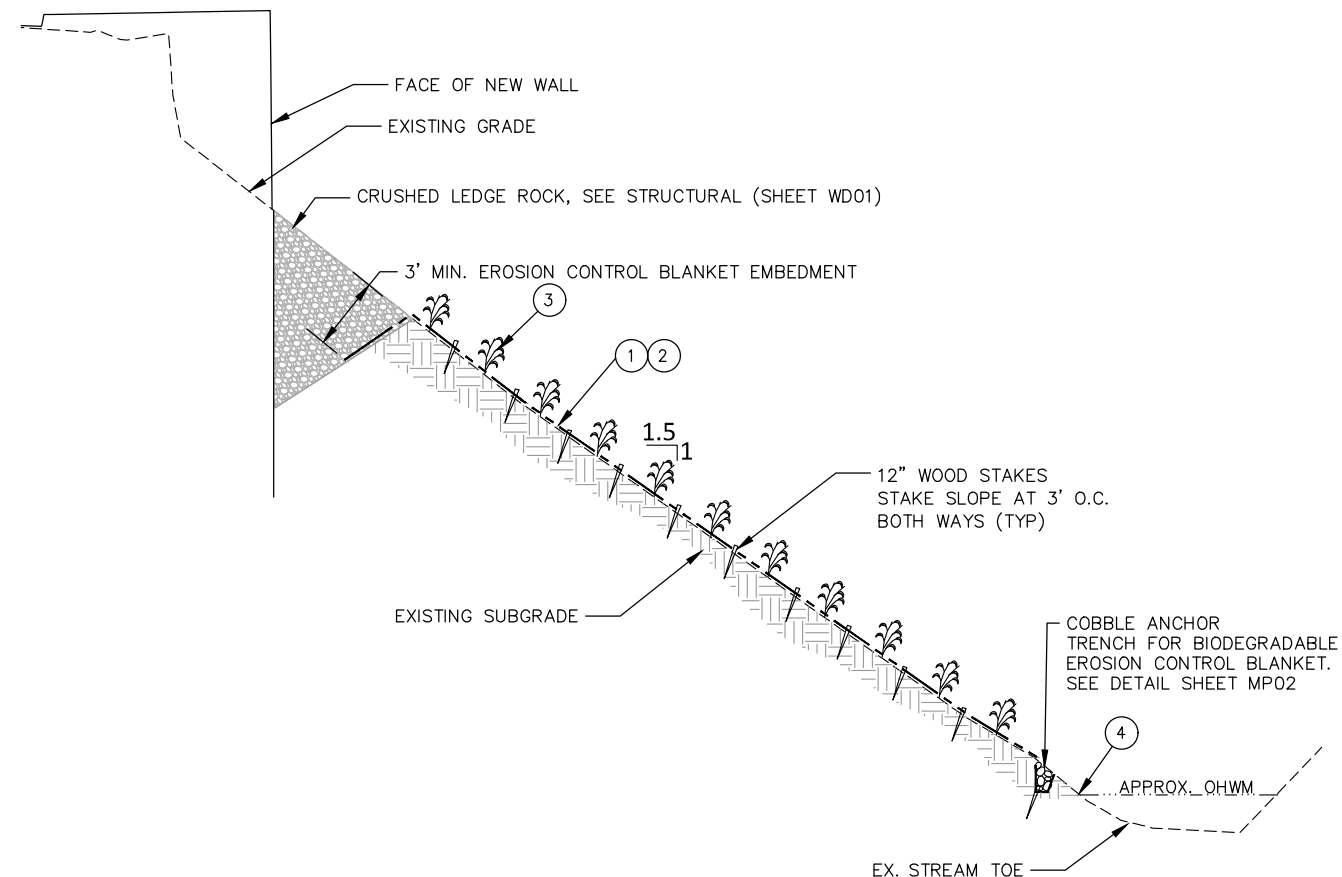 FACE OF NEW WALL
EXISTING GRADE
CRUSHED LEDGE ROCK, SEE STRUCTURAL (SHEET WD01)
3' MIN. EROSION CONTROL BLANKET EMBEDMENT
3
1 2
1.5
1
12" WOOD STAKES
STAKE SLOPE AT 3' O.C.
BOTH WAYS (TYP)
EXISTING SUBGRADE
COBBLE ANCHOR
TRENCH FOR BIODEGRADABLE
EROSION CONTROL BLANKET.
SEE DETAIL SHEET MP02
4
APPROX. OHWM
EX. STREAM TOE